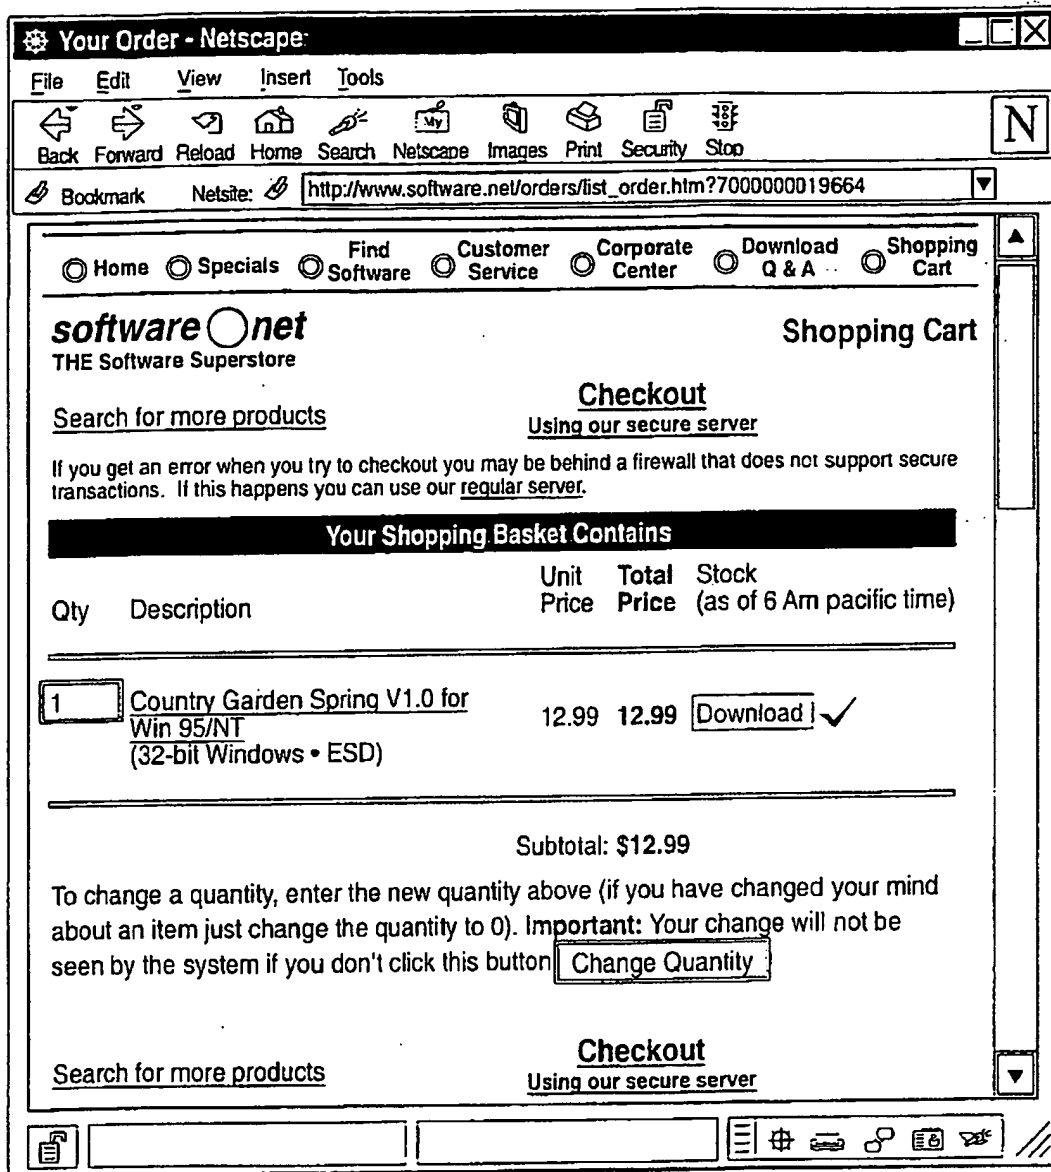 Your Order - Netscape
File Edit View Insert Tools
Back Forward Reload Home Search Netscape Images Print Security Stop
My
N
Bookmark Netsite: http://www.software.net/orders/list_order.htm?7000000019664
Home Specials Find Software Customer Service Corporate Center Download Q & A Shopping Cart
software net
THE Software Superstore
Shopping Cart
Search for more products
Checkout
Using our secure server
If you get an error when you try to checkout you may be behind a firewall that does not support secure
transactions. If this happens you can use our regular server.
Your Shopping Basket Contains
Qty Description Unit Price Total Price Stock (as of 6 Am pacific time)
1 Country Garden Spring V1.0 for
Win 95/NT
(32-bit Windows • ESD)
12.99 12.99 Download
Subtotal: $12.99
To change a quantity, enter the new quantity above (if you have changed your mind
about an item just change the quantity to 0). Important: Your change will not be
seen by the system if you don't click this button Change Quantity
Search for more products
Checkout
Using our secure server